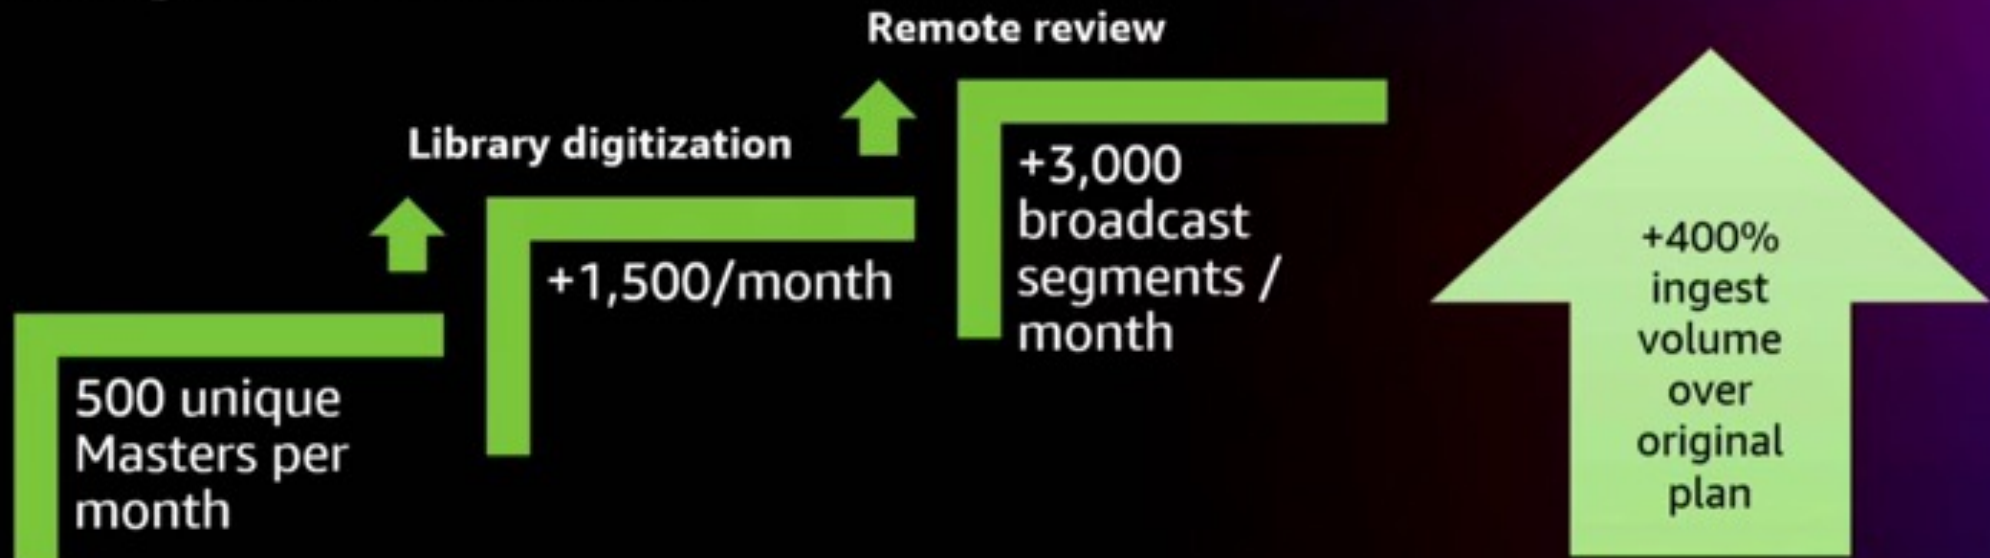 Remote review
Library digitization
+3,000
broadcast
segments /
month
+1,500/month
500 unique
Masters per
month
+400%
ingest
volume
over
original
plan